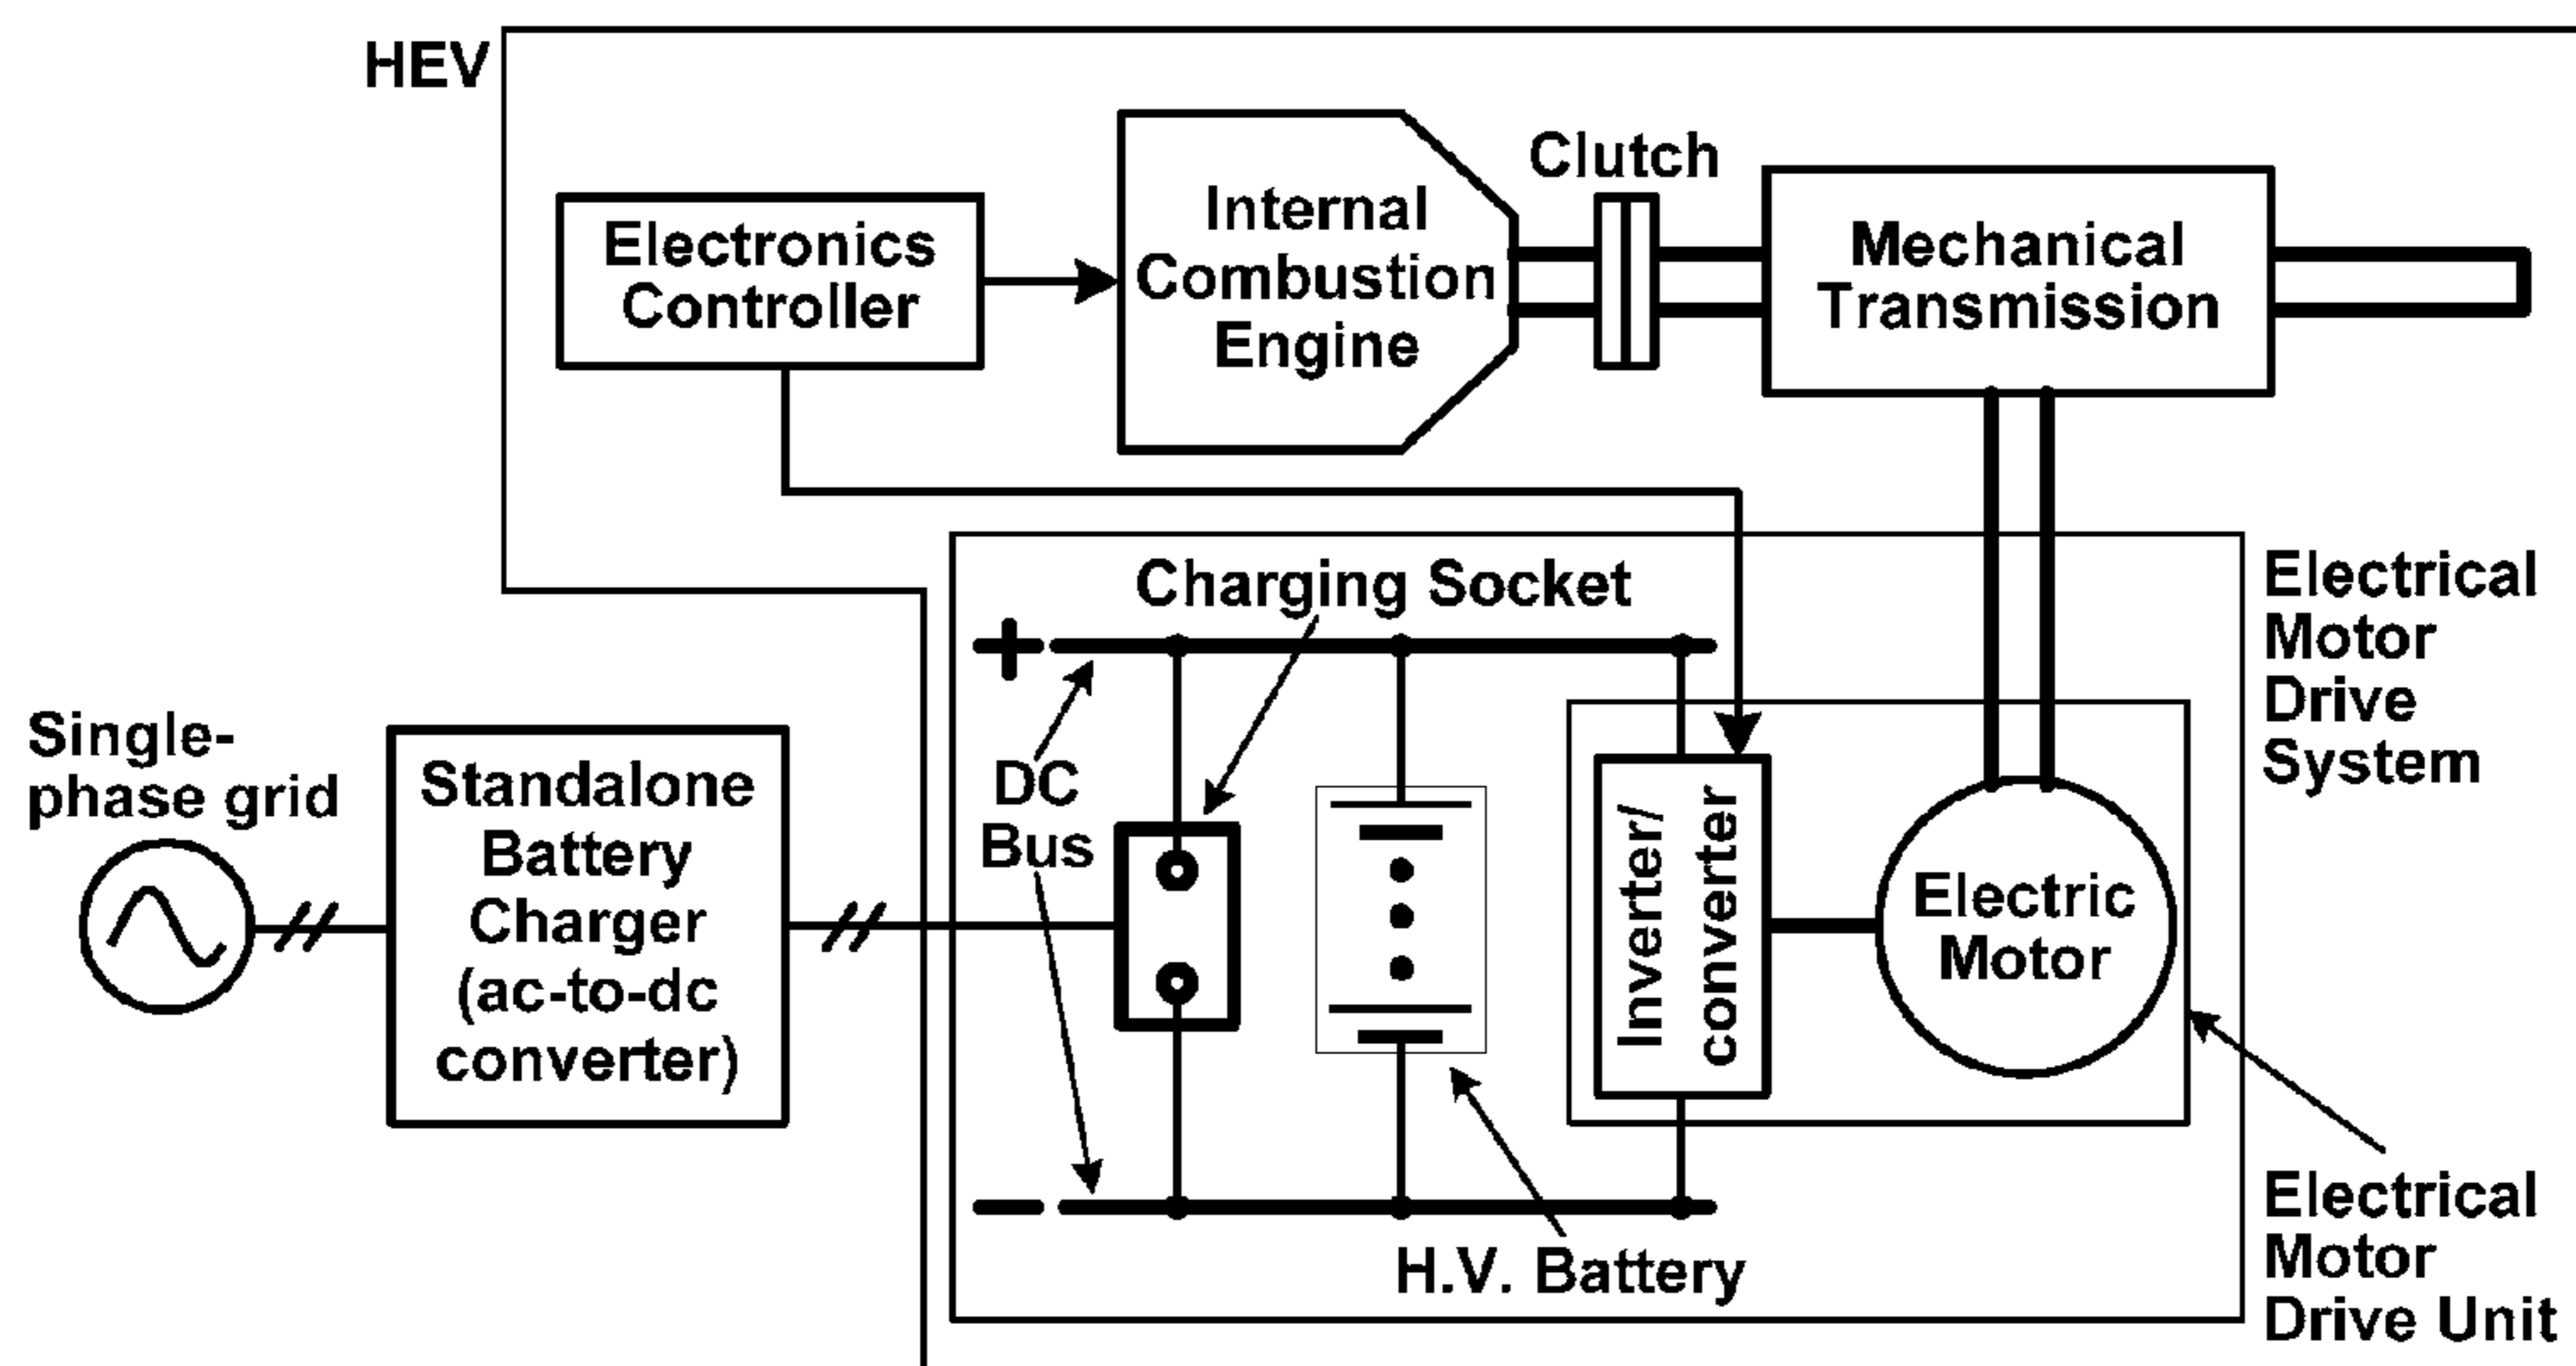 HEV
Electronics
Controller
Internal
Combustion
Engine
Clutch
Mechanical
Transmission
Charging Socket
Electrical
Motor
Drive
System
Single-
phase grid
Standalone
Battery
Charger
(ac-to-dc
converter)
DC
Bus
Inverter/
converter
Electric
Motor
H.V. Battery
Electrical
Motor
Drive Unit